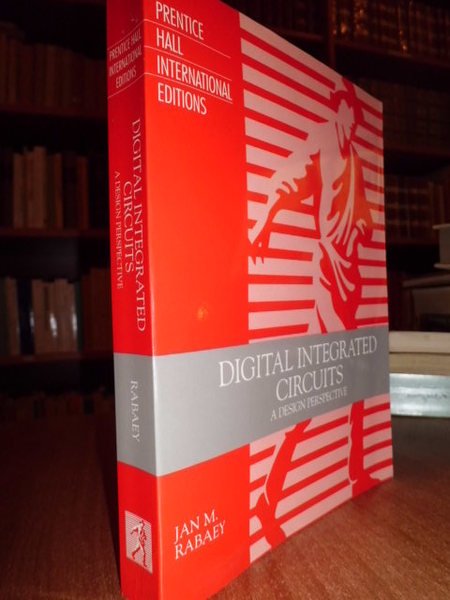 PRENTICE
HALL
INTERNATIONAL
EDITIONS
DIGITAL INTEGRATED
CIRCUITS
A DESIGN PERSPECTIVE
JAN M.
RABAEY
PRENTICE HALL
INTERNATIONAL
EDITIONS
DIGITAL INTEGRATED
CIRCUITS
A DESIGN PERSPECTIVE
RABAEY